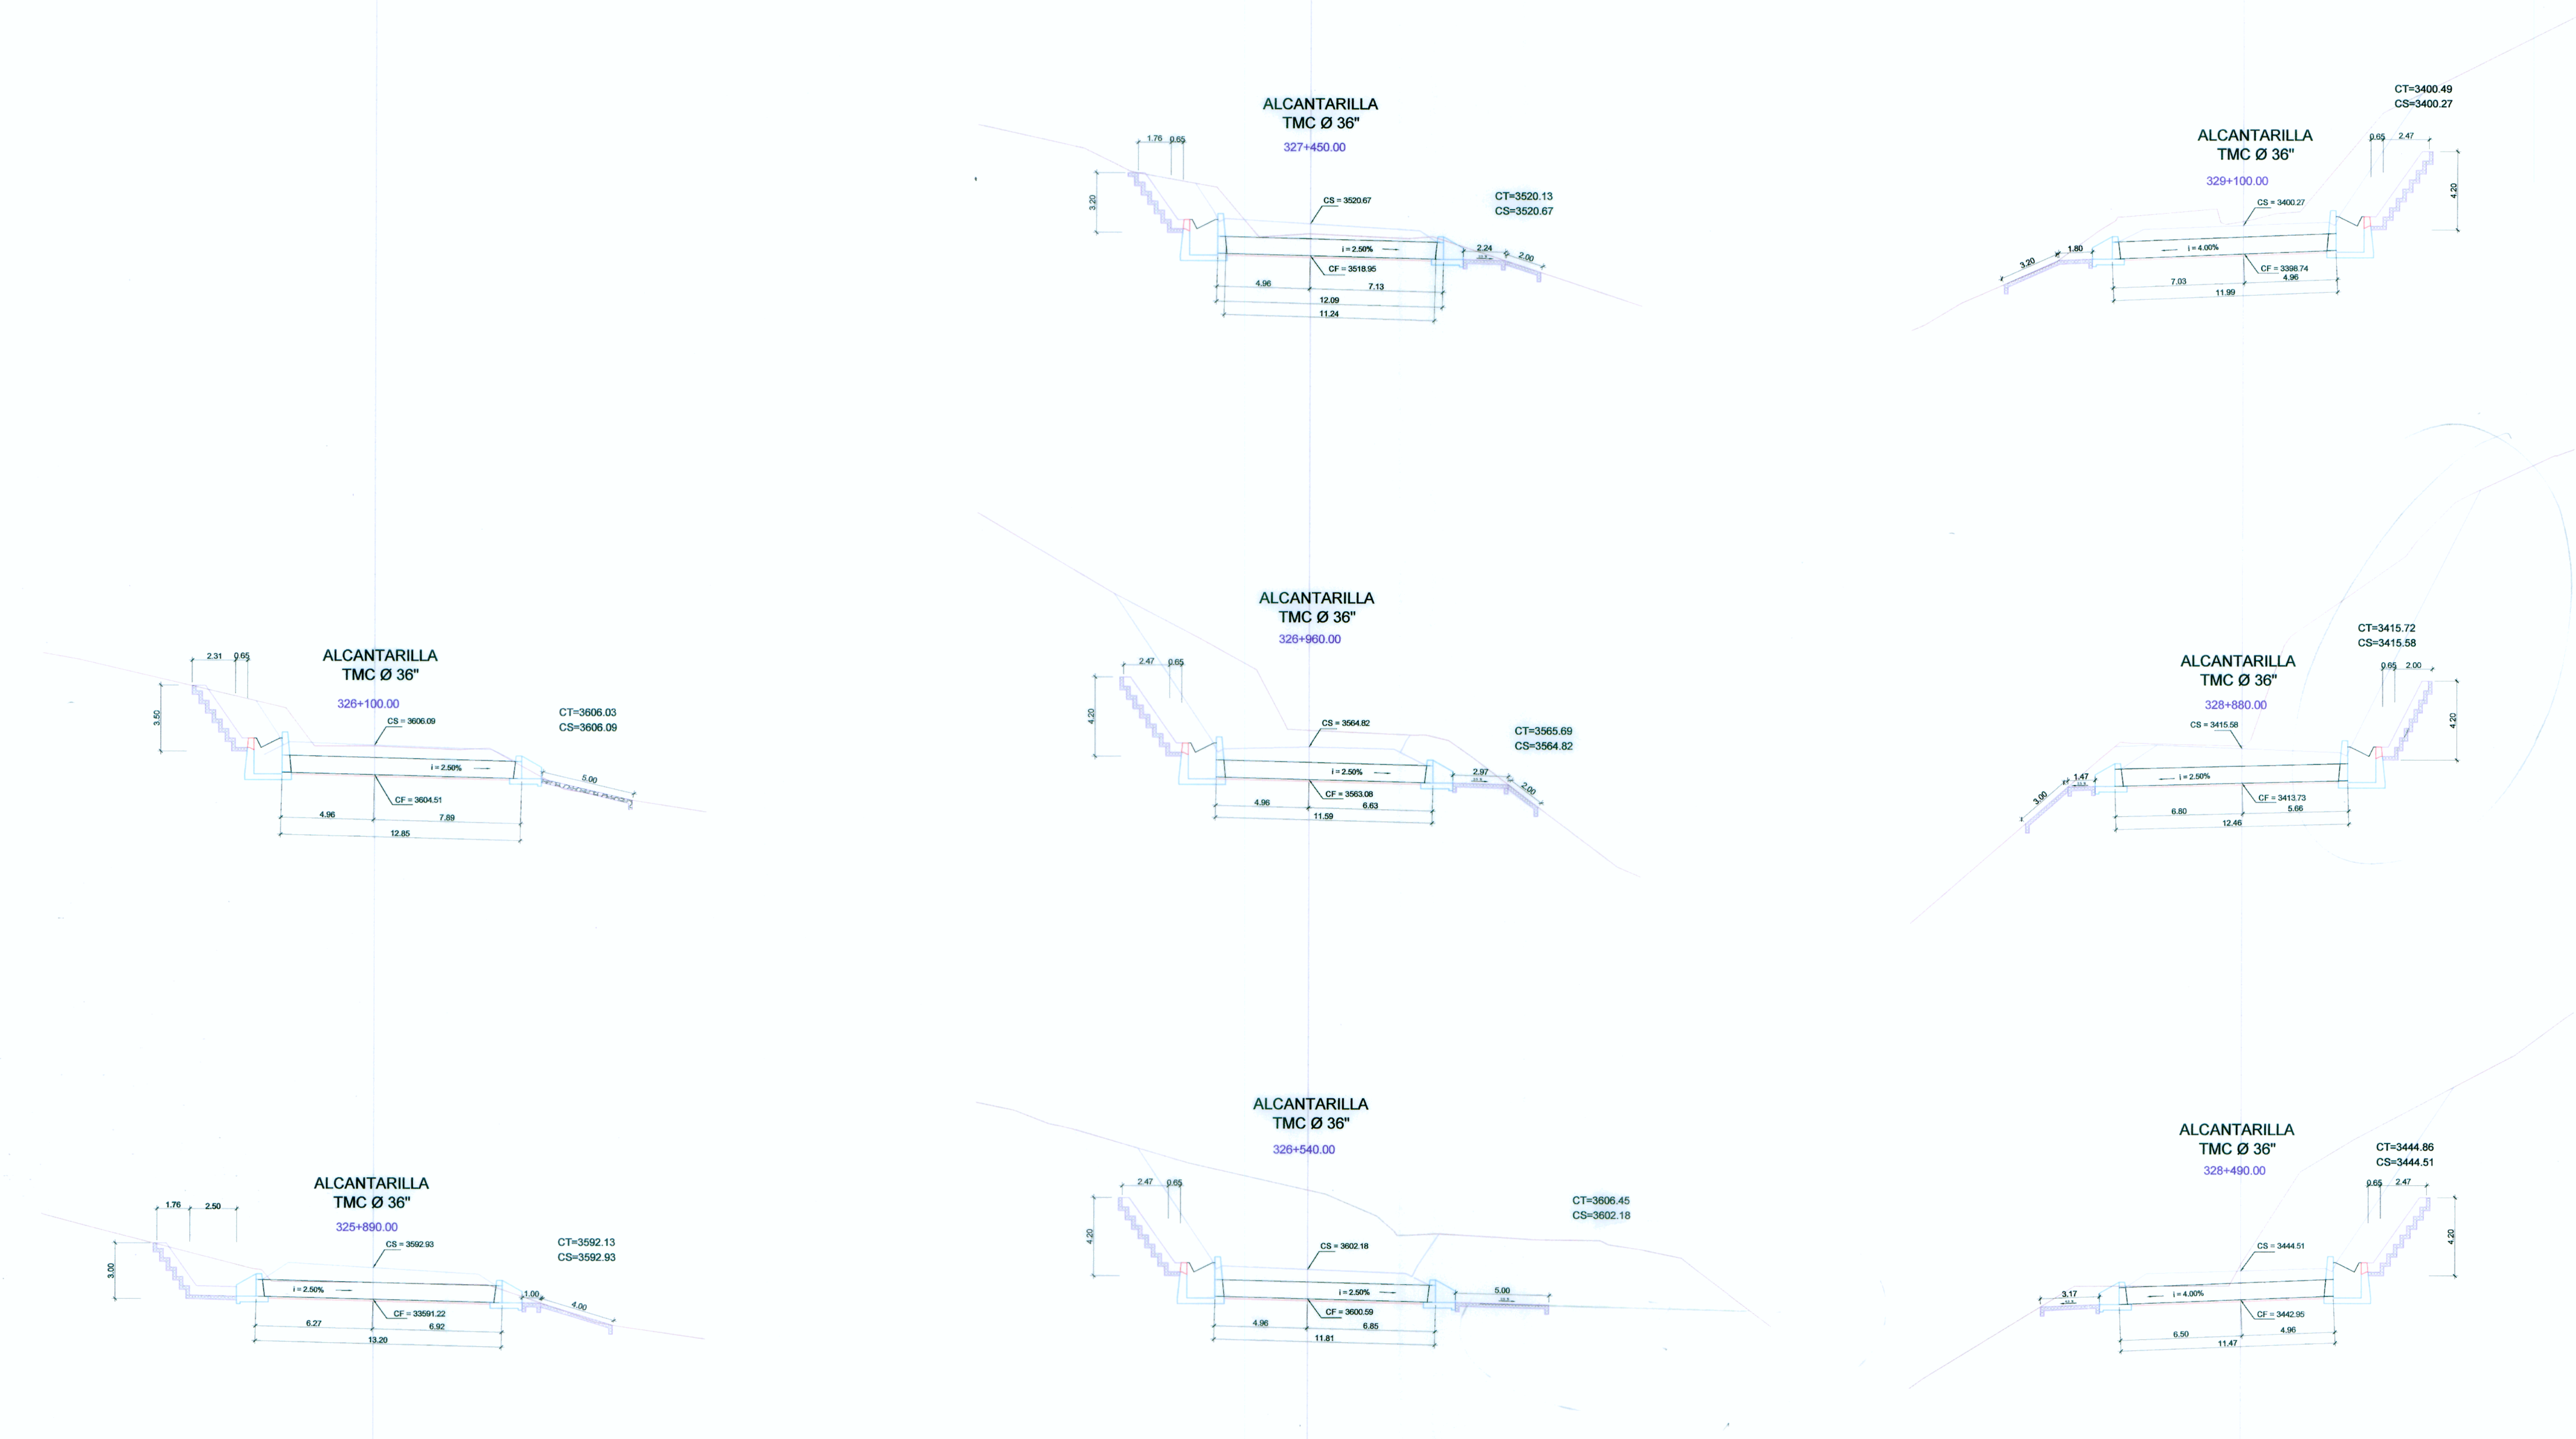 ALCANTARILLA
TMC Ø 36"
327+450.00
1.76
0.65
3.20
CS = 3520.67
CT=3520.13
CS=3520.67
i = 2.50%
2.24
2.00
CF = 3518.95
4.96
7.13
12.09
11.24
CT=3400.49
CS=3400.27
ALCANTARILLA
TMC Ø 36"
329+100.00
0.65
2.47
4.20
CS = 3400.27
3.20
1.80
i = 4.00%
CF = 3398.74
7.03
4.96
11.99
ALCANTARILLA
TMC Ø 36"
326+100.00
2.31
0.65
3.50
CS = 3606.09
CT=3606.03
CS=3606.09
i = 2.50%
5.00
CF = 3604.51
4.96
7.89
12.85
ALCANTARILLA
TMC Ø 36"
326+960.00
2.47
0.65
4.20
CS = 3564.82
CT=3565.69
CS=3564.82
i = 2.50%
2.97
2.00
CF = 3563.08
4.96
6.63
11.59
CT=3415.72
CS=3415.58
ALCANTARILLA
TMC Ø 36"
328+880.00
0.65
2.00
4.20
CS = 3415.58
3.00
1.47
i = 2.50%
CF = 3413.73
6.80
5.66
12.46
ALCANTARILLA
TMC Ø 36"
325+890.00
1.76
2.50
3.00
CS = 3592.93
CT=3592.13
CS=3592.93
i = 2.50%
1.00
4.00
CF = 33591.22
6.27
6.92
13.20
ALCANTARILLA
TMC Ø 36"
326+540.00
2.47
0.65
4.20
CS = 3602.18
CT=3606.45
CS=3602.18
i = 2.50%
5.00
CF = 3600.59
4.96
6.85
11.81
ALCANTARILLA
TMC Ø 36"
328+490.00
CT=3444.86
CS=3444.51
0.65
2.47
4.20
CS = 3444.51
3.17
i = 4.00%
CF = 3442.95
6.50
4.96
11.47